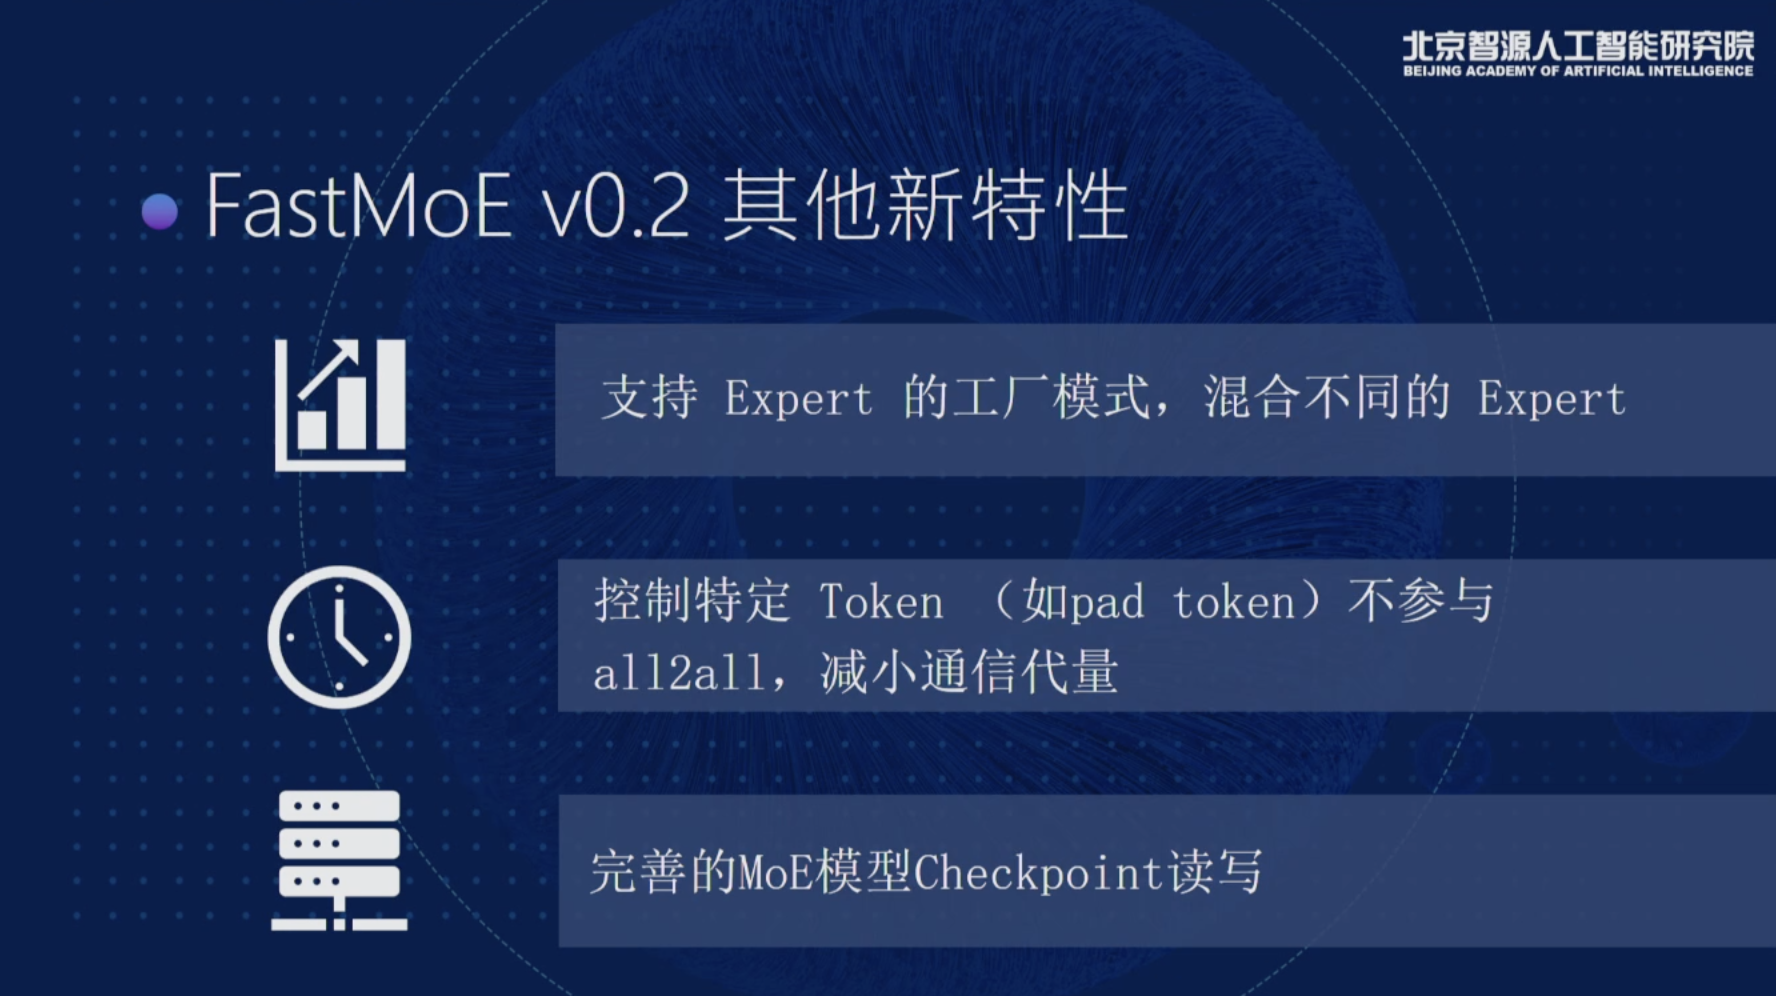 北京智源人工智能研究院
BEIJING ACADEMY OF ARTIFICIAL INTELLIGENCE
FastMoE v0.2 其他新特性
支持 Expert 的工厂模式，混合不同的 Expert
控制特定 Token （如pad token）不参与
all2all，减小通信代量
完善的MoE模型Checkpoint读写